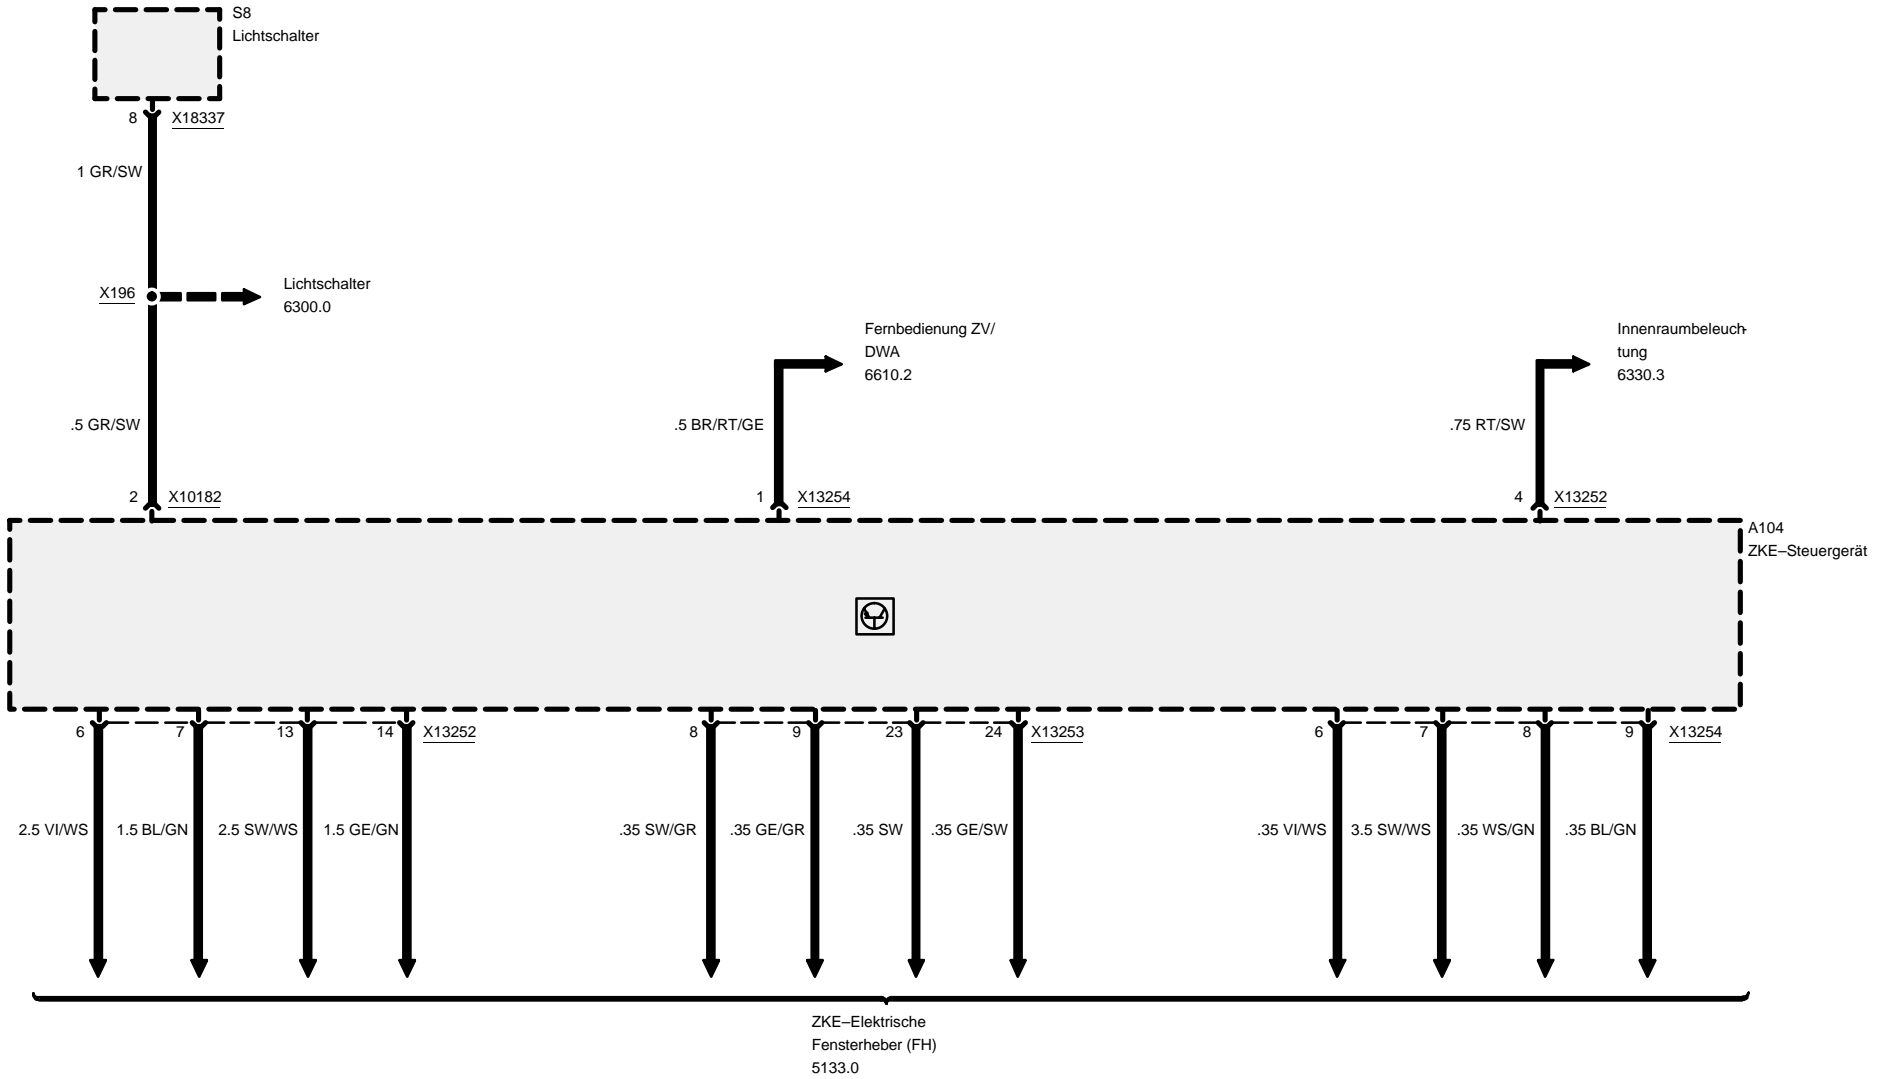 S8
Lichtschalter
8 X18337
1 GR/SW
X196
Lichtschalter
6300.0
Fernbedienung ZV/
DWA
6610.2
Innenraumbeleuch-
tung
6330.3
.5 GR/SW
.5 BR/RT/GE
.75 RT/SW
2 X10182
1 X13254
4 X13252
A104
ZKE–Steuergerät
6 7 13 14 X13252
8 9 23 24 X13253
6 7 8 9 X13254
2.5 VI/WS 1.5 BL/GN 2.5 SW/WS 1.5 GE/GN
.35 SW/GR .35 GE/GR .35 SW .35 GE/SW
.35 VI/WS 3.5 SW/WS .35 WS/GN .35 BL/GN
ZKE–Elektrische
Fensterheber (FH)
5133.0